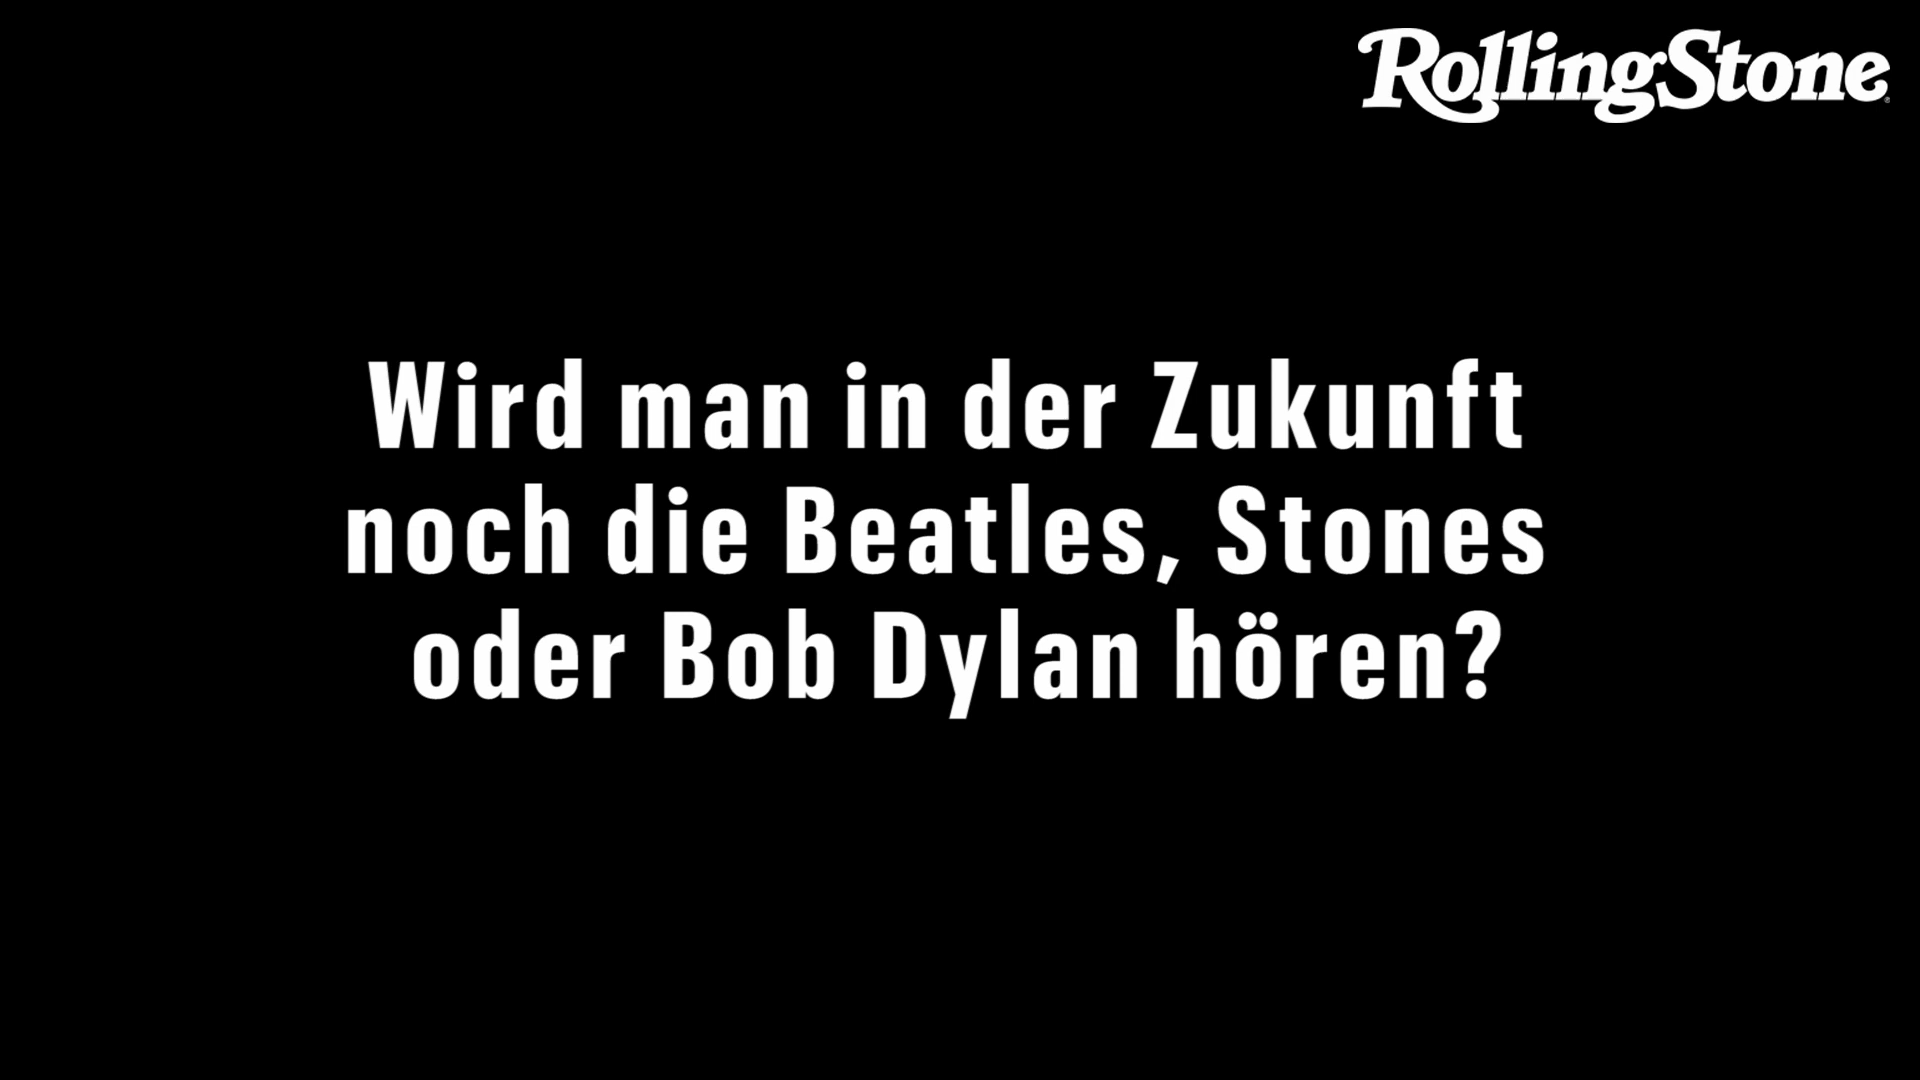 RollingStone
Wird man in der Zukunft
noch die Beatles, Stones
oder Bob Dylan hören?